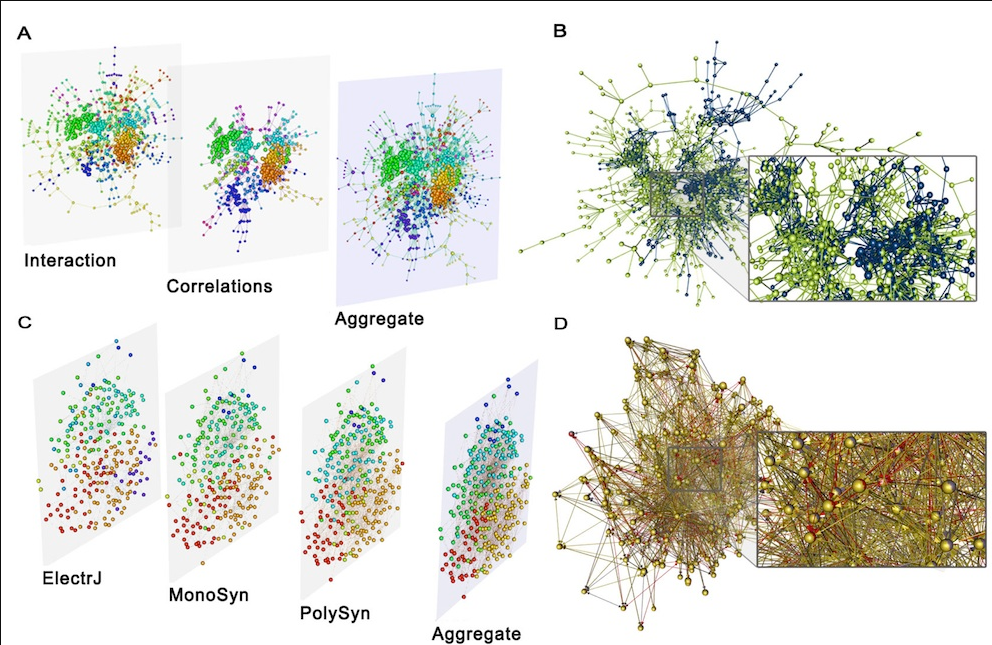 A
B
Interaction
Correlations
Aggregate
C
D
ElectrJ
MonoSyn
PolySyn
Aggregate